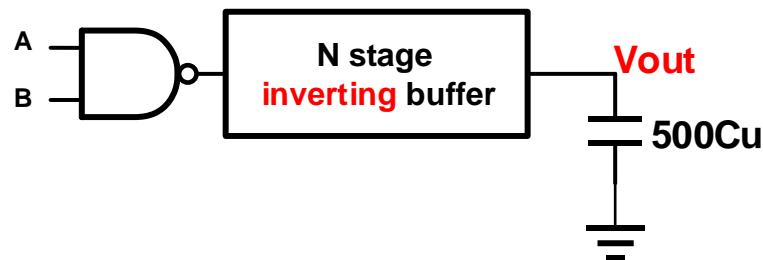 A
B
N stage
inverting buffer
Vout
500Cu